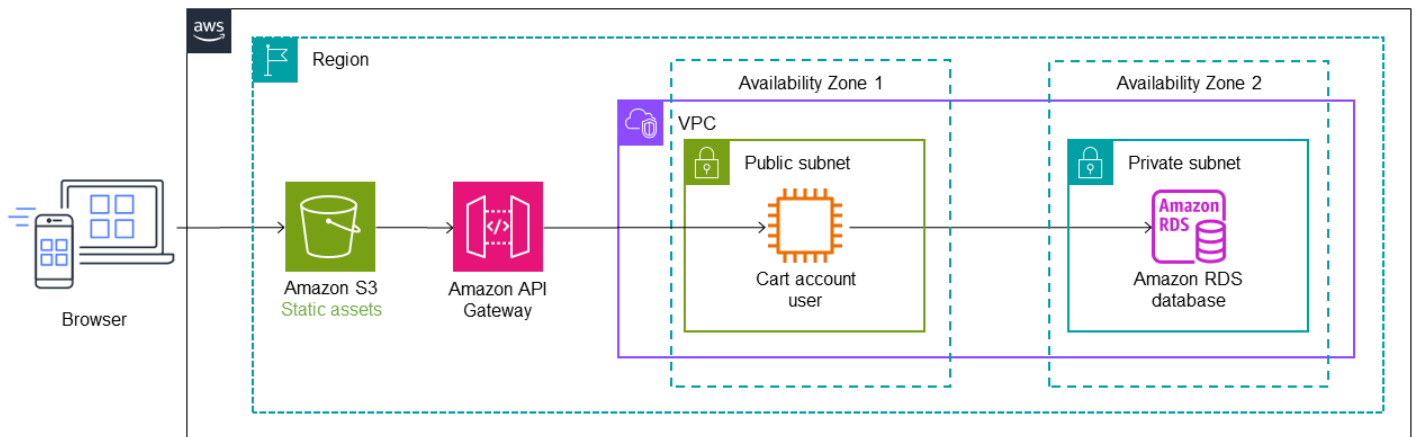 aws
Region
Availability Zone 1
Availability Zone 2
VPC
Public subnet
Private subnet
Amazon
RDS
</>
Cart account
user
Amazon RDS
database
Amazon S3
Static assets
Amazon API
Gateway
Browser